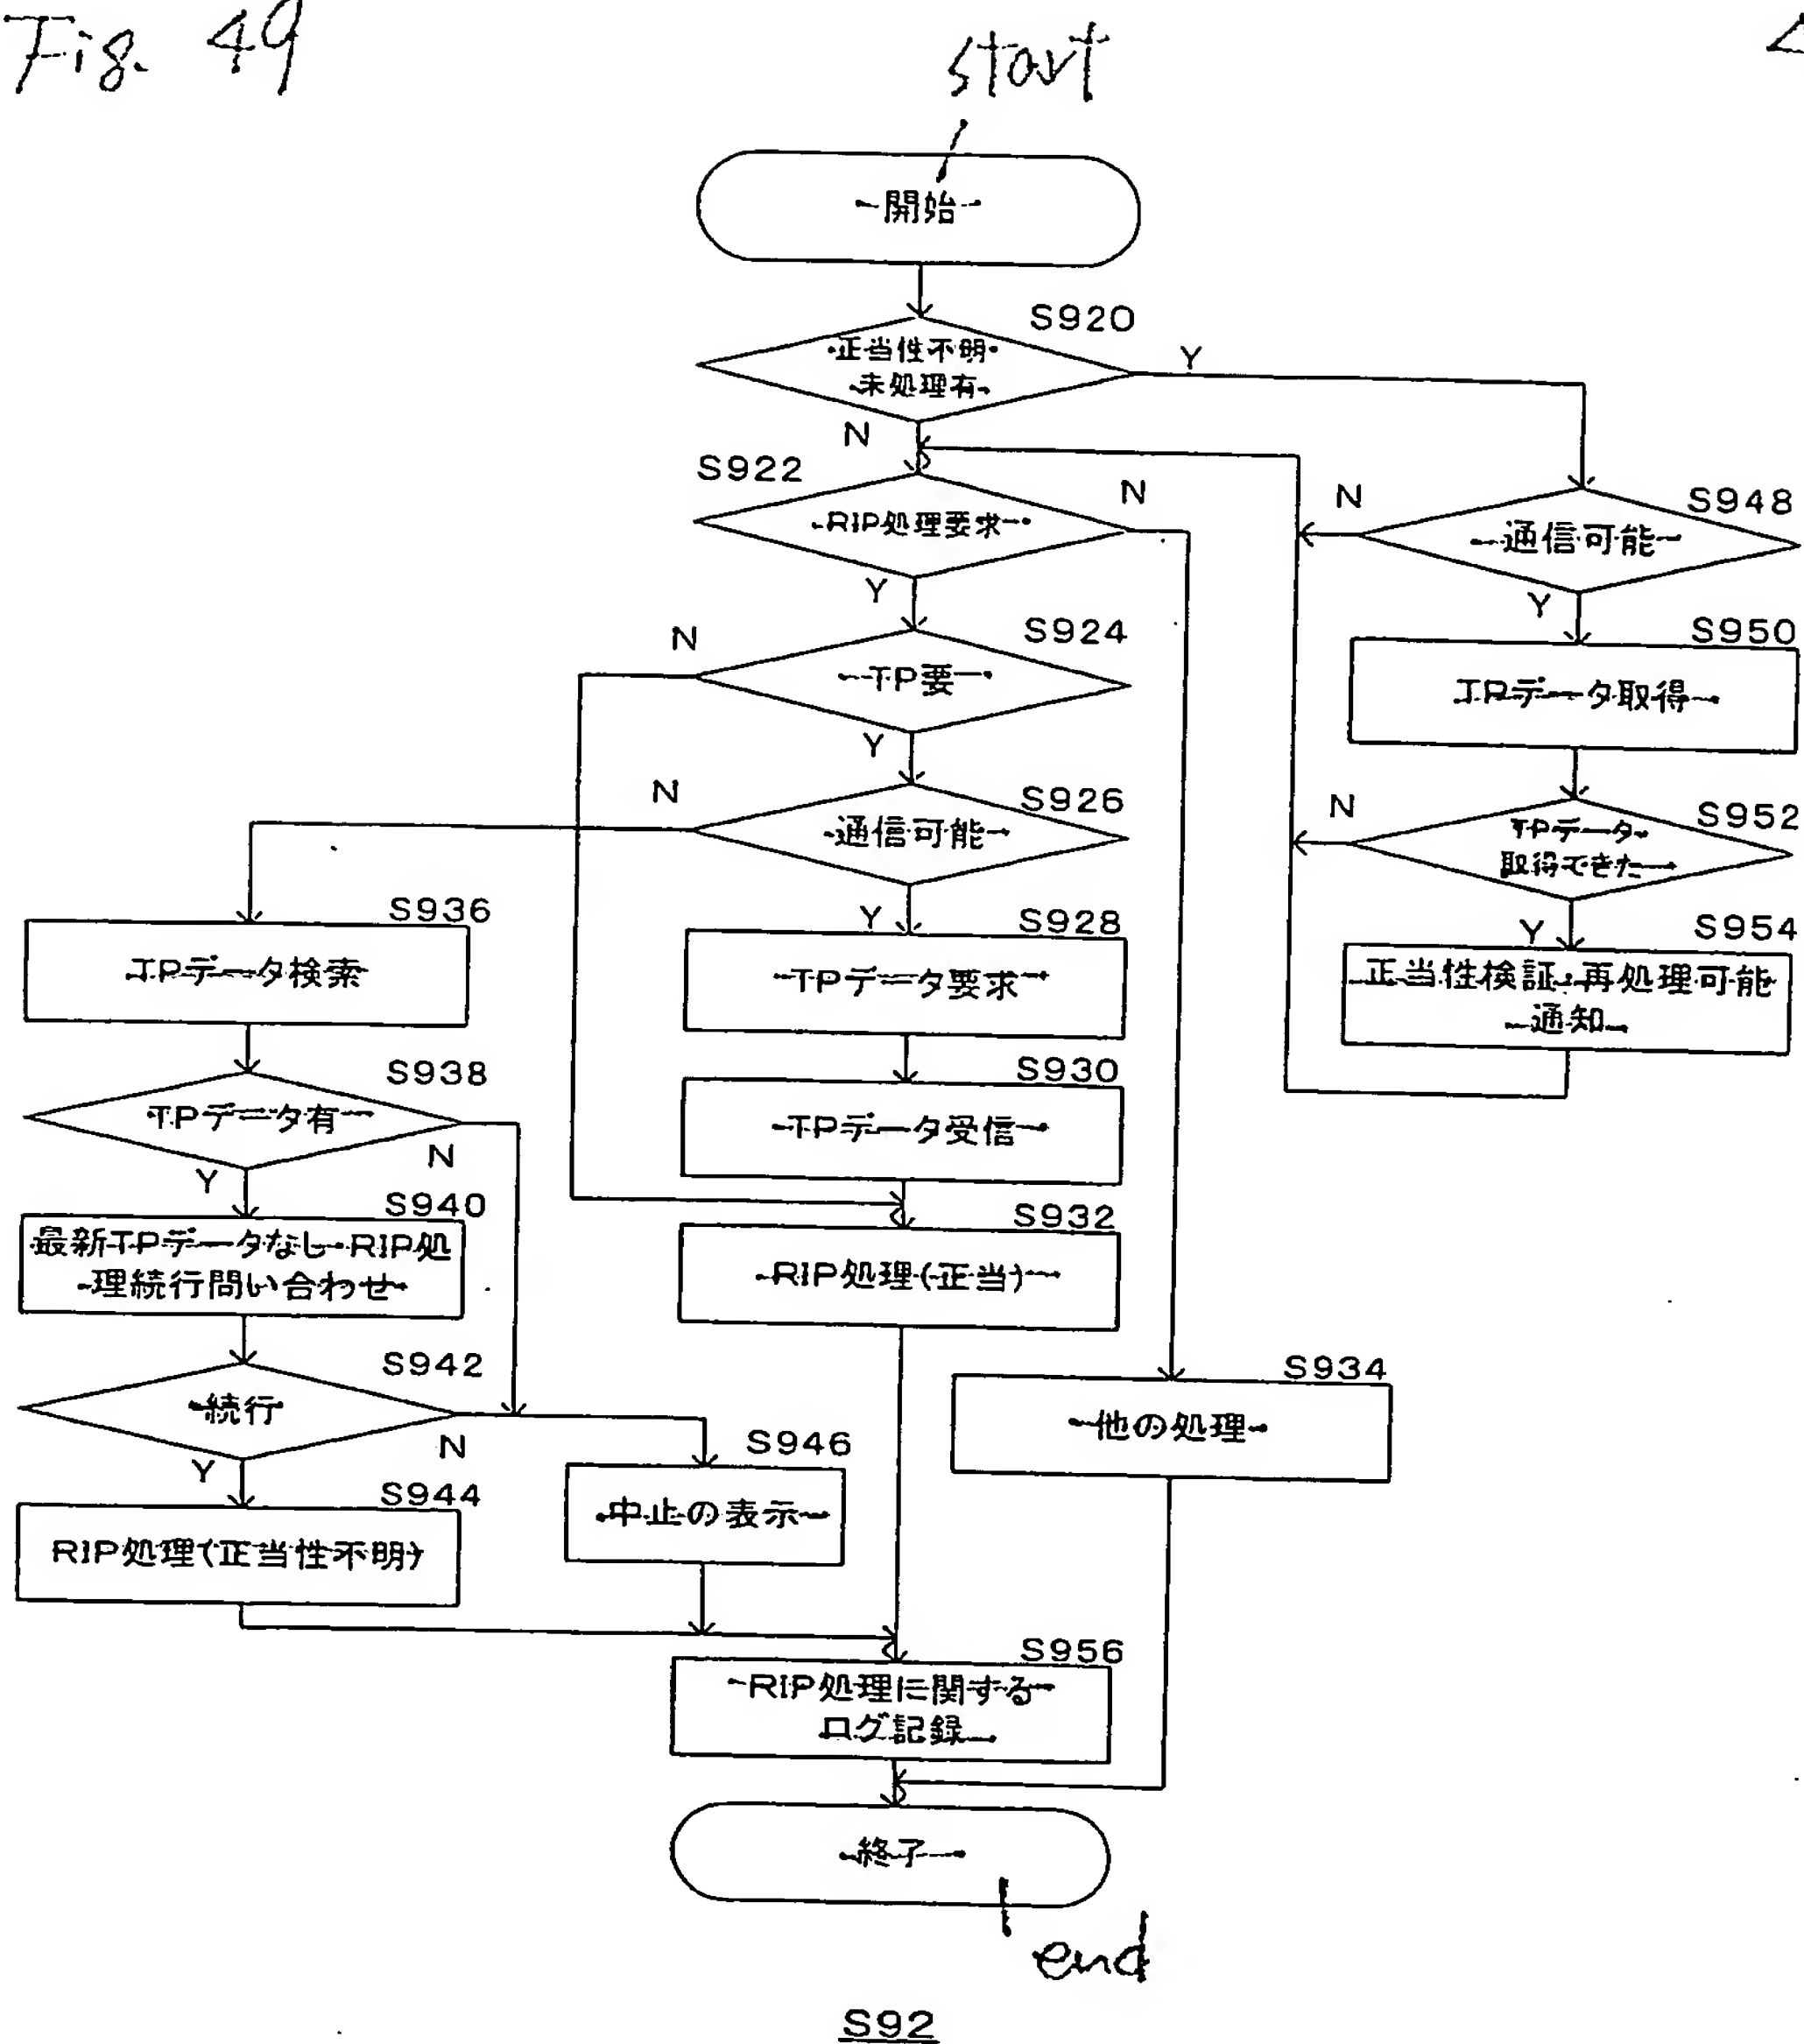 Fig. 49
start
開始
S920
正当性不明
未処理有
Y
N
S922
RIP処理要求
N
Y
S948
通信可能
N
Y
S924
TP要
N
Y
S950
TPデータ取得
S926
通信可能
N
Y
S952
TPデータ
取得できた
N
Y
S936
TPデータ検索
S928
TPデータ要求
S954
正当性検証・再処理可能
通知
S938
TPデータ有
N
Y
S930
TPデータ受信
S940
最新TPデータなし・RIP処
理続行問い合わせ
S932
RIP処理(正当)
S942
続行
N
Y
S934
他の処理
S946
中止の表示
S944
RIP処理(正当性不明)
S956
RIP処理に関する
ログ記録
終了
end
S92